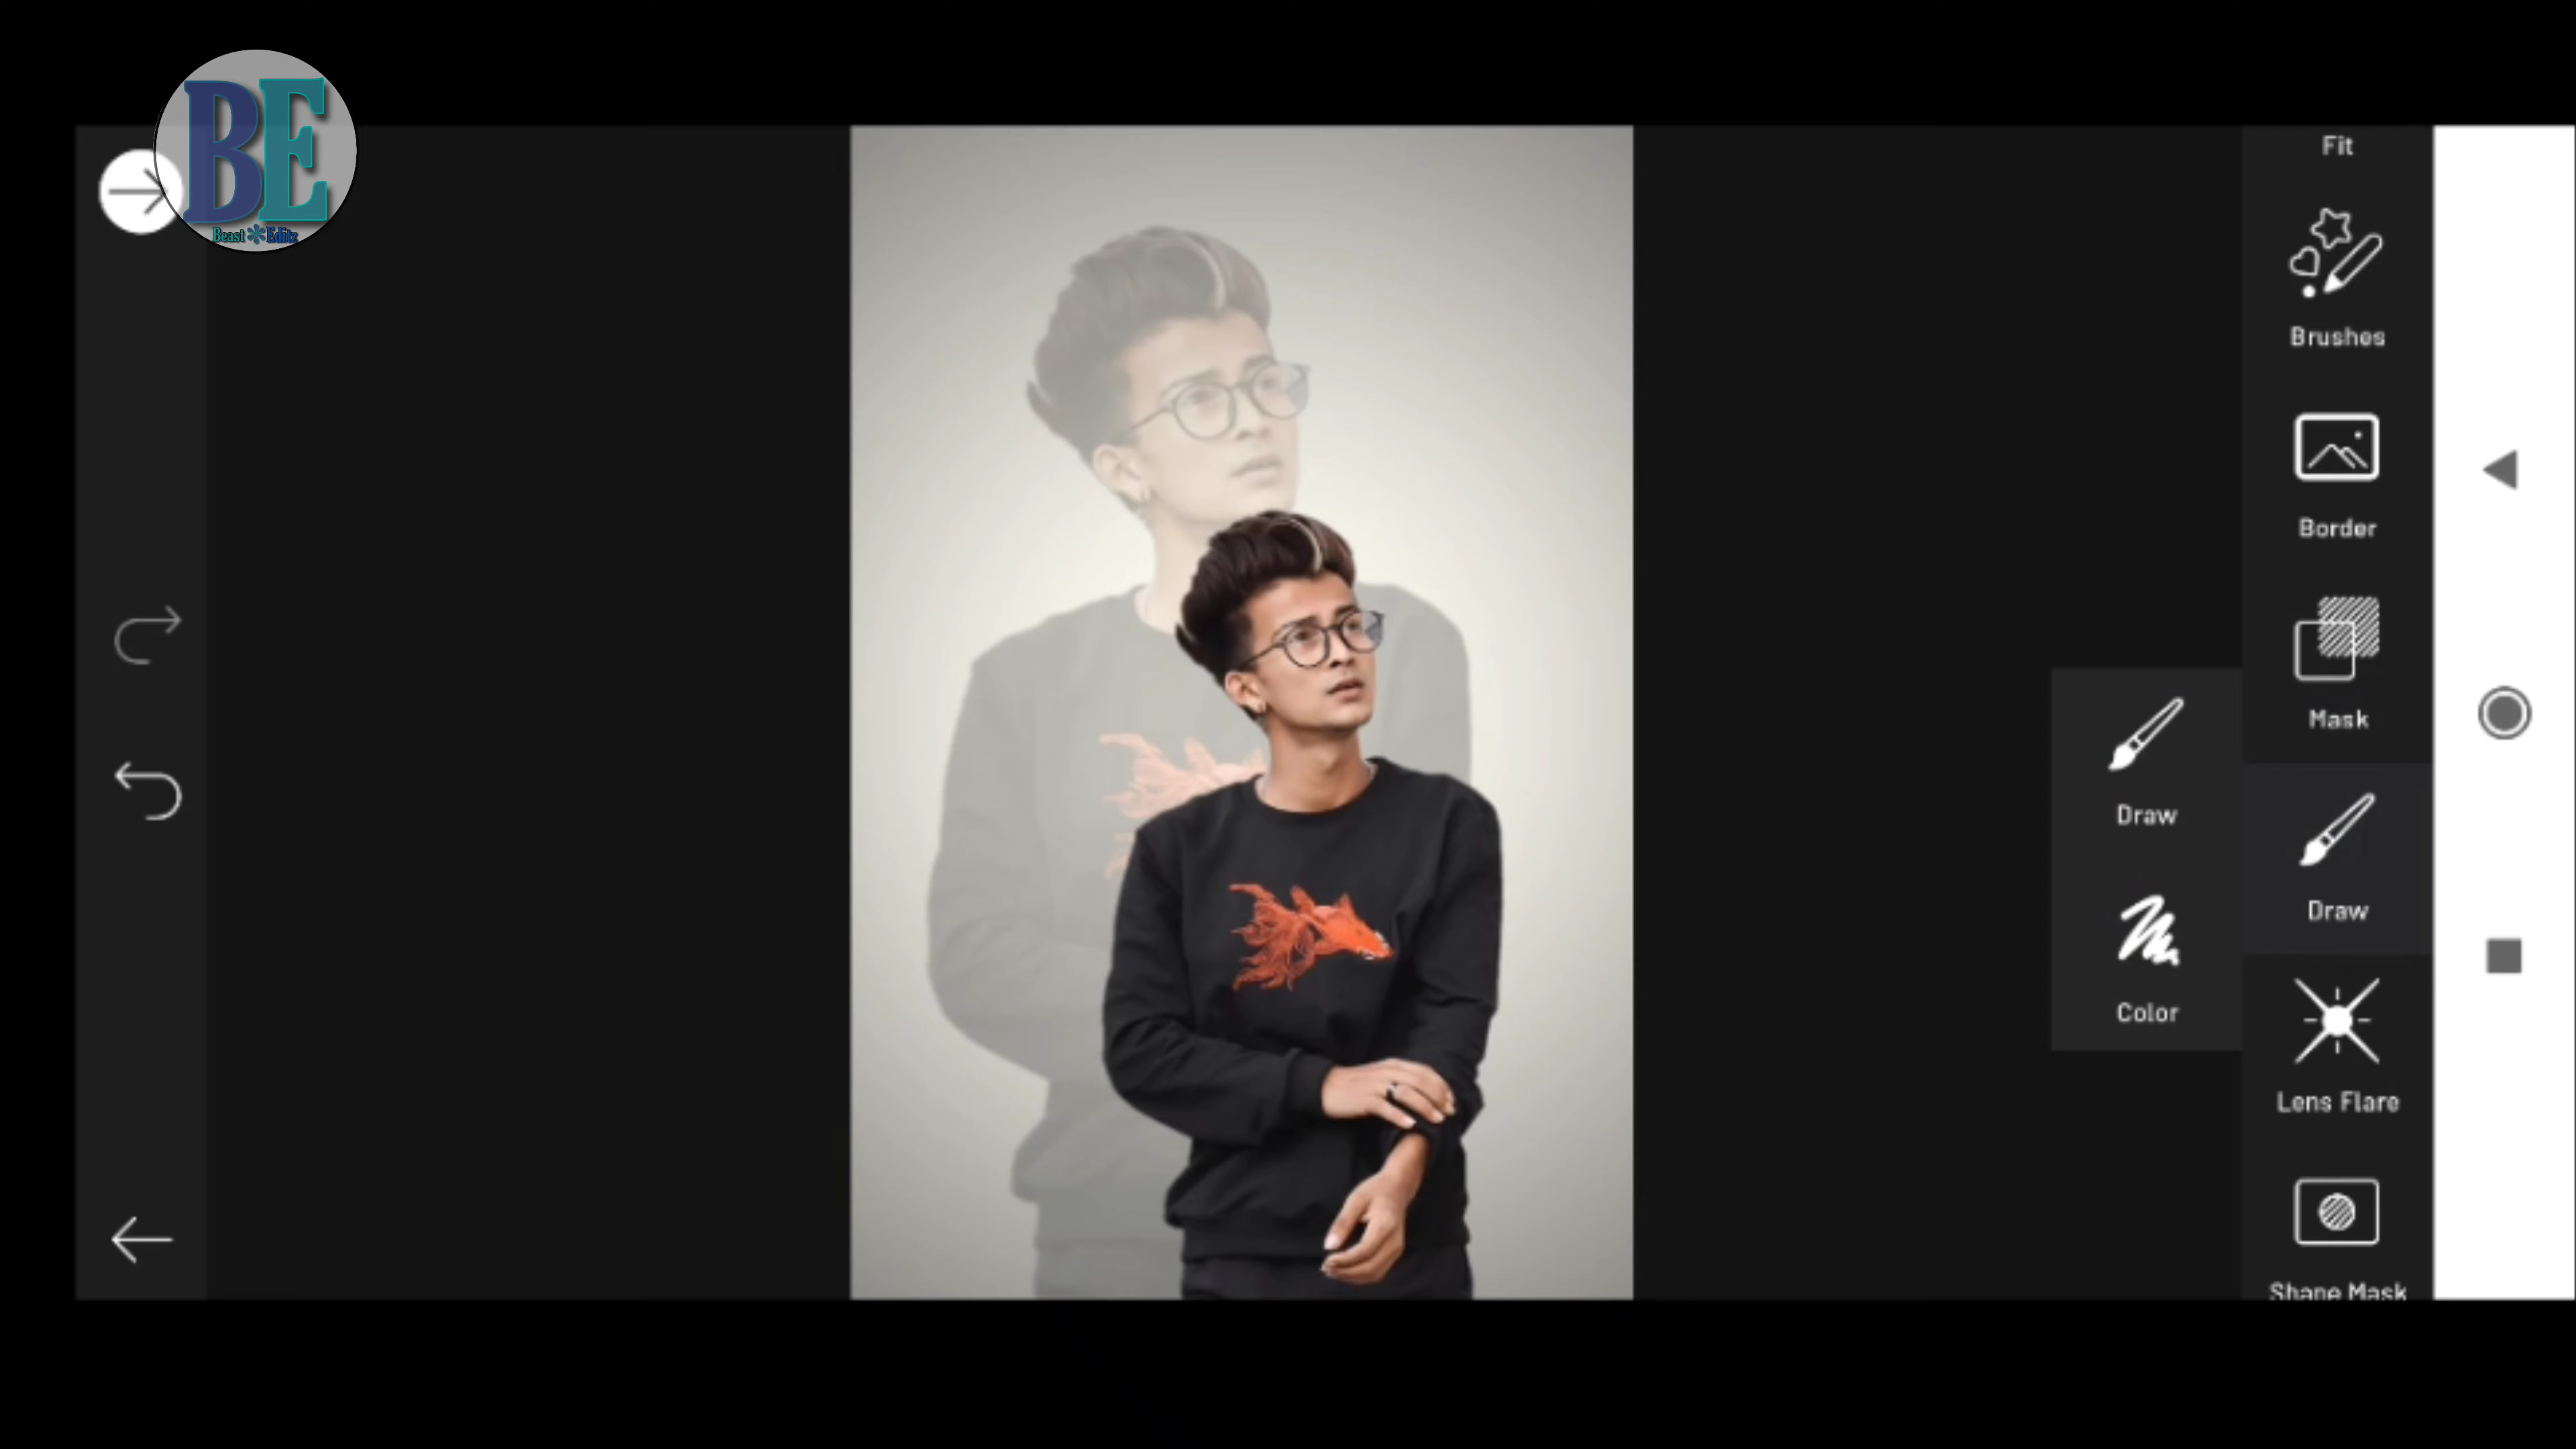 BE
Beast Editz
Fit
Brushes
Border
Mask
Draw
Draw
Color
Lens Flare
Shape Mask